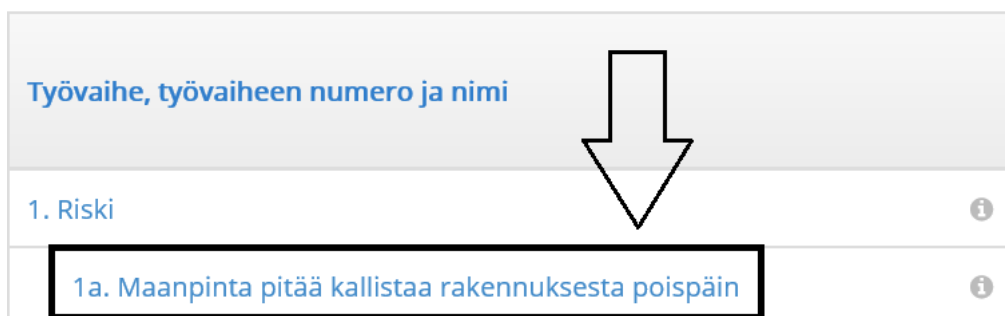 Työvaihe, työvaiheen numero ja nimi
1. Riski
1a. Maanpinta pitää kallistaa rakennuksesta poispäin